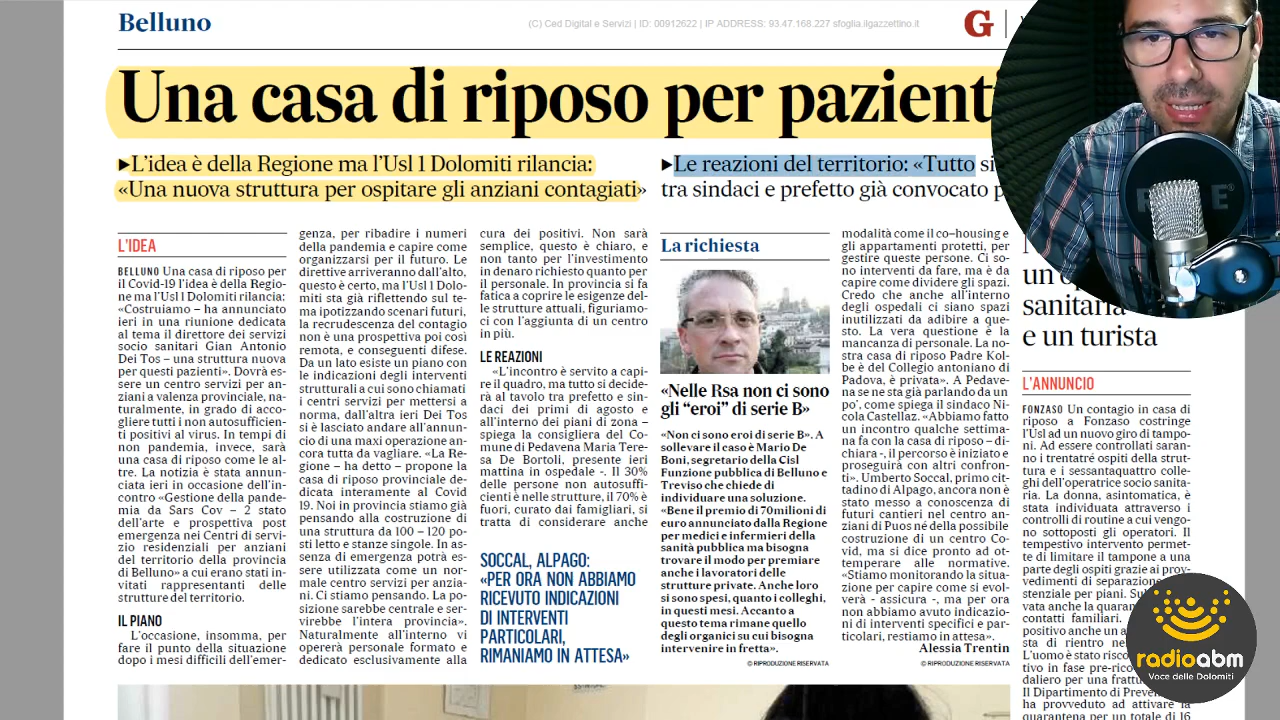 Belluno
(C) Ced Digital e Servizi | ID: 00912622 | IP ADDRESS: 93.47.168.227 sfoglia.ilgazzettino.it
G
Una casa di riposo per pazienti
▶L'idea è della Regione ma l'Usl 1 Dolomiti rilancia:
«Una nuova struttura per ospitare gli anziani contagiati»
▶Le reazioni del territorio: «Tutto si
tra sindaci e prefetto già convocato
L'IDEA
BELLUNO Una casa di riposo per
il Covid-19 l'idea è della Regio-
ne ma l'Usl 1 Dolomiti rilancia:
«Costruiamo – ha annunciato
ieri in una riunione dedicata
al tema il direttore dei servizi
socio sanitari Gian Antonio
Dei Tos – una struttura nuova
per questi pazienti». Dovrà es-
sere un centro servizi per an-
ziani a valenza provinciale, na-
turalmente, in grado di acco-
gliere tutti i non autosufficien-
ti positivi al virus. In tempi di
non pandemia, invece, sarà
una casa di riposo come le al-
tre. La notizia è stata annun-
ciata ieri in occasione dell'in-
contro «Gestione della pande-
mia da Sars Cov – 2 stato
dell'arte e prospettiva post
emergenza nei Centri di servi-
zio residenziali per anziani
del territorio della provincia
di Belluno» a cui erano stati in-
vitati rappresentanti delle
strutture del territorio.
IL PIANO
L'occasione, insomma, per
fare il punto della situazione
dopo i mesi difficili dell'emer-
genza, per ribadire i numeri
della pandemia e capire come
organizzarsi per il futuro. Le
direttive arriveranno dall'alto,
questo è certo, ma l'Usl Dolo-
miti sta già riflettendo sul te-
ma ipotizzando scenari futuri,
la recrudescenza del contagio
non è una prospettiva poi così
remota, e conseguenti difese.
Da un lato esiste un piano con
le indicazioni degli interventi
strutturali a cui sono chiamati
i centri servizi per mettersi a
norma, dall'altra ieri Dei Tos
si è lasciato andare all'annun-
cio di una maxi operazione an-
cora tutta da vagliare. «La Re-
gione – ha detto – propone la
casa di riposo provinciale
dedicata interamente al Covid
19. Noi in provincia stiamo già
pensando alla costruzione di
una struttura da 100 – 120 po-
sti letto e stanze singole. In as-
senza di emergenza potrà es-
sere utilizzata come un nor-
male centro servizi per anzia-
ni. Ci stiamo pensando. La po-
sizione sarebbe centrale e ser-
virebbe l'intera provincia».
Naturalmente all'interno vi
opererà personale formato e
dedicato esclusivamente alla
cura dei positivi. Non sarà
semplice, questo è chiaro, e
non tanto per l'investimento
in denaro richiesto quanto per
il personale. In provincia si fa
fatica a coprire le esigenze del-
le strutture attuali, figuriamo-
ci con l'aggiunta di un centro
in più.
LE REAZIONI
«L'incontro è servito a capi-
re il quadro, ma tutto si decide-
rà al tavolo tra prefetto e sin-
daci dei primi di agosto e
all'interno dei piani di zona –
spiega la consigliera del Co-
mune di Pedavena Maria Tere-
sa De Bortoli, presente ieri
mattina in ospedale -. Il 30%
delle persone non autosuffi-
cienti è nelle strutture, il 70% è
fuori, curato dai famigliari, si
tratta di considerare anche
SOCCAL, ALPAGO:
«PER ORA NON ABBIAMO
RICEVUTO INDICAZIONI
DI INTERVENTI
PARTICOLARI,
RIMANIAMO IN ATTESA»
La richiesta
«Nelle Rsa non ci sono
gli “eroi” di serie B»
«Non ci sono eroi di serie B». A
sollevare il caso è Mario De
Boni, segretario della Cisl
Funzione pubblica di Belluno e
Treviso che chiede di
individuare una soluzione.
«Bene il premio di 70milioni di
euro annunciato dalla Regione
per medici e infermieri della
sanità pubblica ma bisogna
trovare il modo per premiare
anche i lavoratori delle
strutture private. Anche loro
si sono spesi, quanto i colleghi,
in questi mesi. Accanto a
questo tema rimane quello
degli organici su cui bisogna
intervenire in fretta».
© RIPRODUZIONE RISERVATA
modalità come il co-housing e
gli appartamenti protetti, per
gestire queste persone. Ci so-
no interventi da fare, ma è da
capire come dividere gli spazi.
Credo che anche all'interno
degli ospedali ci siano spazi
inutilizzati da adibire a que-
sto. La vera questione è la
mancanza di personale. La no-
stra casa di riposo Padre Kol-
be è del Collegio antoniano di
Padova, è privata». A Pedave-
na se ne sta già parlando da un
po', come spiega il sindaco Ni-
cola Castellaz. «Abbiamo fatto
un incontro qualche settima-
na fa con la casa di riposo – di-
chiara -, il percorso è iniziato e
proseguirà con altri confron-
ti». Umberto Soccal, primo cit-
tadino di Alpago, ancora non è
stato messo a conoscenza di
futuri cantieri nel centro an-
ziani di Puos né della possibile
costruzione di un centro Co-
vid, ma si dice pronto ad ot-
temperare alle normative.
«Stiamo monitorando la situa-
zione per capire come si evol-
verà - assicura -, ma per ora
non abbiamo avuto indicazio-
ni di interventi specifici e par-
ticolari, restiamo in attesa».
Alessia Trentin
© RIPRODUZIONE RISERVATA
sanitaria
e un turista
L'ANNUNCIO
FONZASO Un contagio in casa di
riposo a Fonzaso costringe
l'Usl ad un nuovo giro di tampo-
ni. Ad essere controllati saran-
no i trentatré ospiti della strut-
tura e i sessantaquattro colle-
ghi dell'operatrice socio sanita-
ria. La donna, asintomatica, è
stata individuata attraverso i
controlli di routine a cui vengo-
no sottoposti gli operatori. Il
tempestivo intervento permet-
te di limitare il tampone a una
parte degli ospiti grazie ai prov-
vedimenti di separazione
stenziale per piani.
vata anche la
contatti familiari.
positivo anche un
da di rientro
L'uomo è stato
tivo in fase
daliero per una
Il Dipartimento di
ha provveduto ad attivare la
quarantena per un totale di 16
radioabm
Voce delle Dolomiti